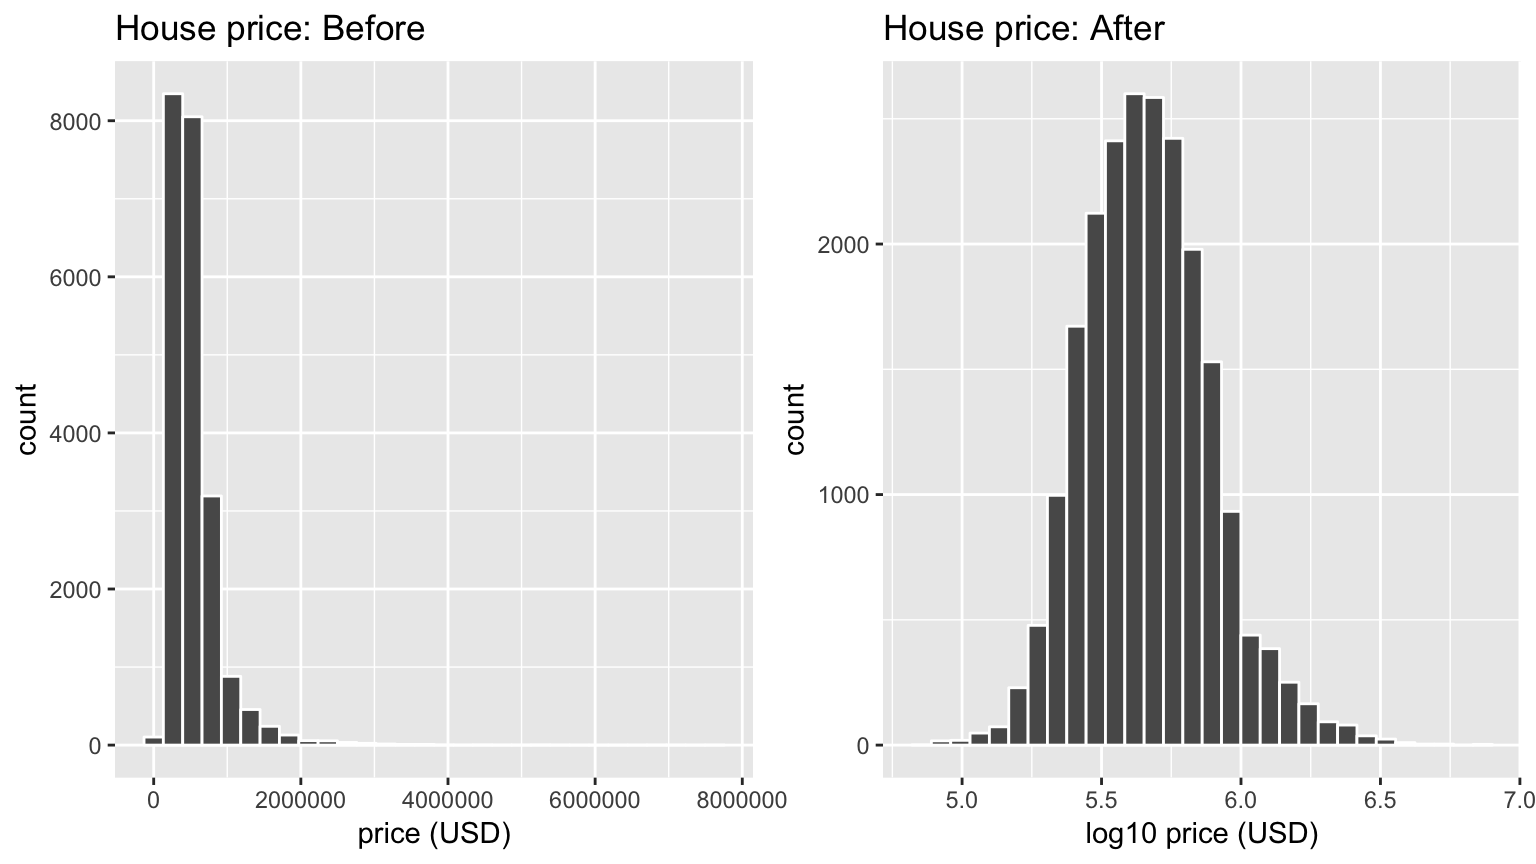 House price: Before
8000
6000
4000
2000
0
count
0 2000000 4000000 6000000 8000000
price (USD)
House price: After
2000
1000
0
count
5.0 5.5 6.0 6.5 7.0
log10 price (USD)